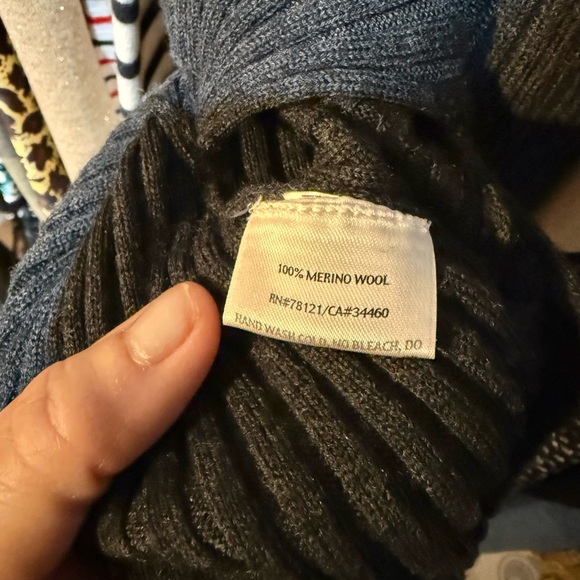 100% MERINO WOOL
RN#78121/CA#34460
HAND WASH COLD, NO BLEACH, DO